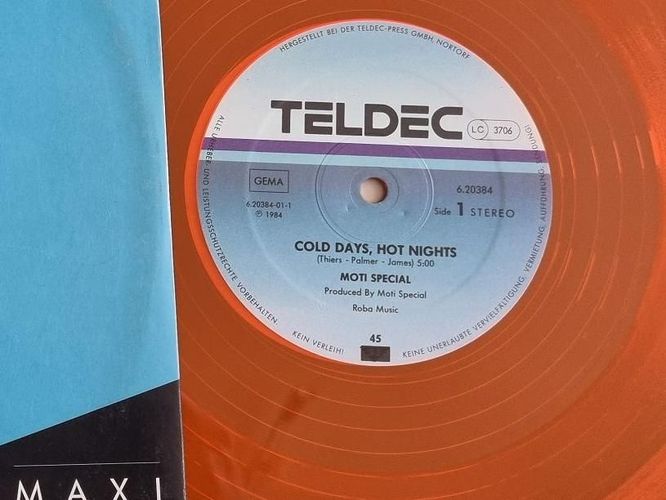 HERGESTELLT BEI DER TELDEC-PRESS GMBH, NORTORF
TELDEC
LC 3706
GEMA
6.20384
6.20384-01-1
Ⓟ 1984
Side 1 STEREO
COLD DAYS, HOT NIGHTS
(Thiers - Palmer - James) 5:00
MOTI SPECIAL
Produced By Moti Special
Roba Music
45
ALLE URHEBER- UND LEISTUNGSSCHUTZRECHTE VORBEHALTEN.
KEIN VERLEIH!
KEINE UNERLAUBTE VERVIELFÄLTIGUNG, VERMIETUNG, AUFFÜHRUNG, SENDUNG!
MAXI